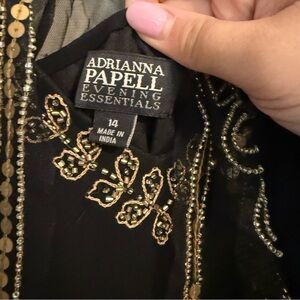 ADRIANNA
PAPELL
EVENING
ESSENTIALS
14
MADE IN
INDIA